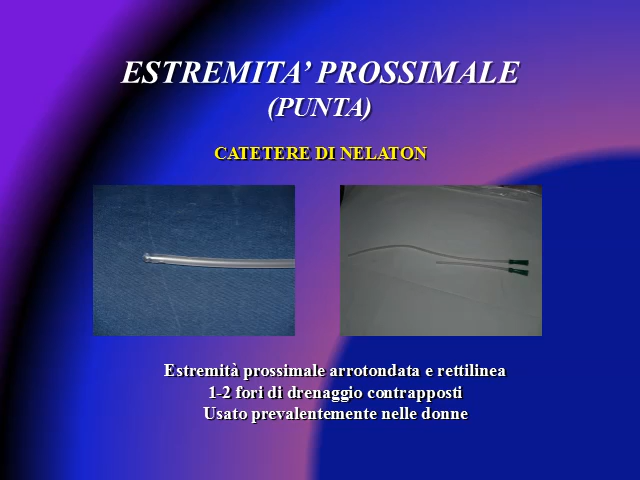 ESTREMITA’ PROSSIMALE
(PUNTA)
CATETERE DI NELATON
Estremità prossimale arrotondata e rettilinea
1-2 fori di drenaggio contrapposti
Usato prevalentemente nelle donne